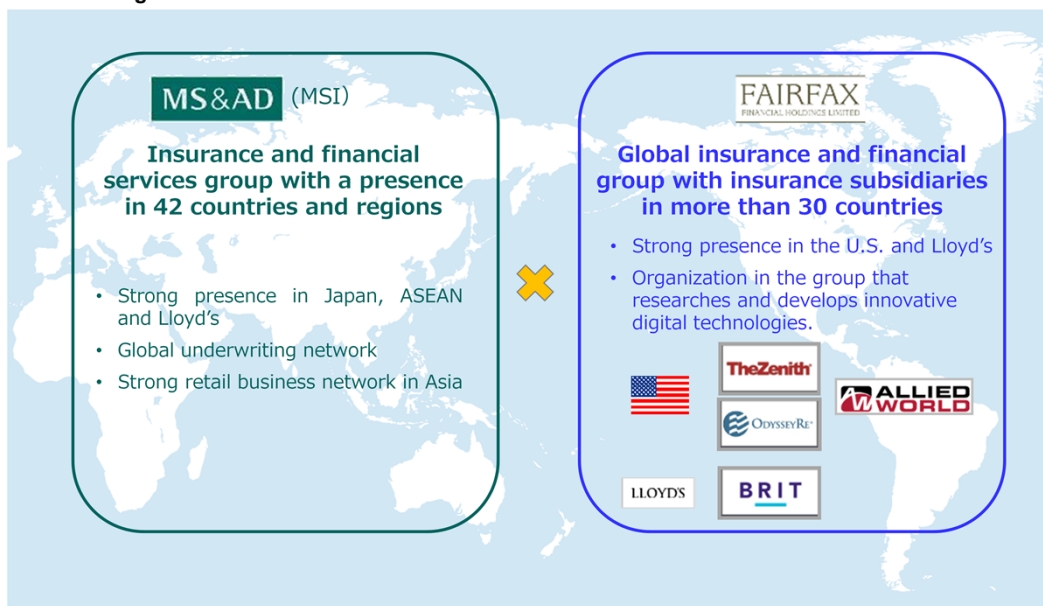 MS&AD (MSI)
Insurance and financial
services group with a presence
in 42 countries and regions
• Strong presence in Japan, ASEAN
and Lloyd's
• Global underwriting network
• Strong retail business network in Asia
FAIRFAX
FINANCIAL HOLDINGS LIMITED
Global insurance and financial
group with insurance subsidiaries
in more than 30 countries
• Strong presence in the U.S. and Lloyd's
• Organization in the group that
researches and develops innovative
digital technologies.
TheZenith
ODYSSEYRE
ALLIED
WORLD
LLOYD'S
BRIT